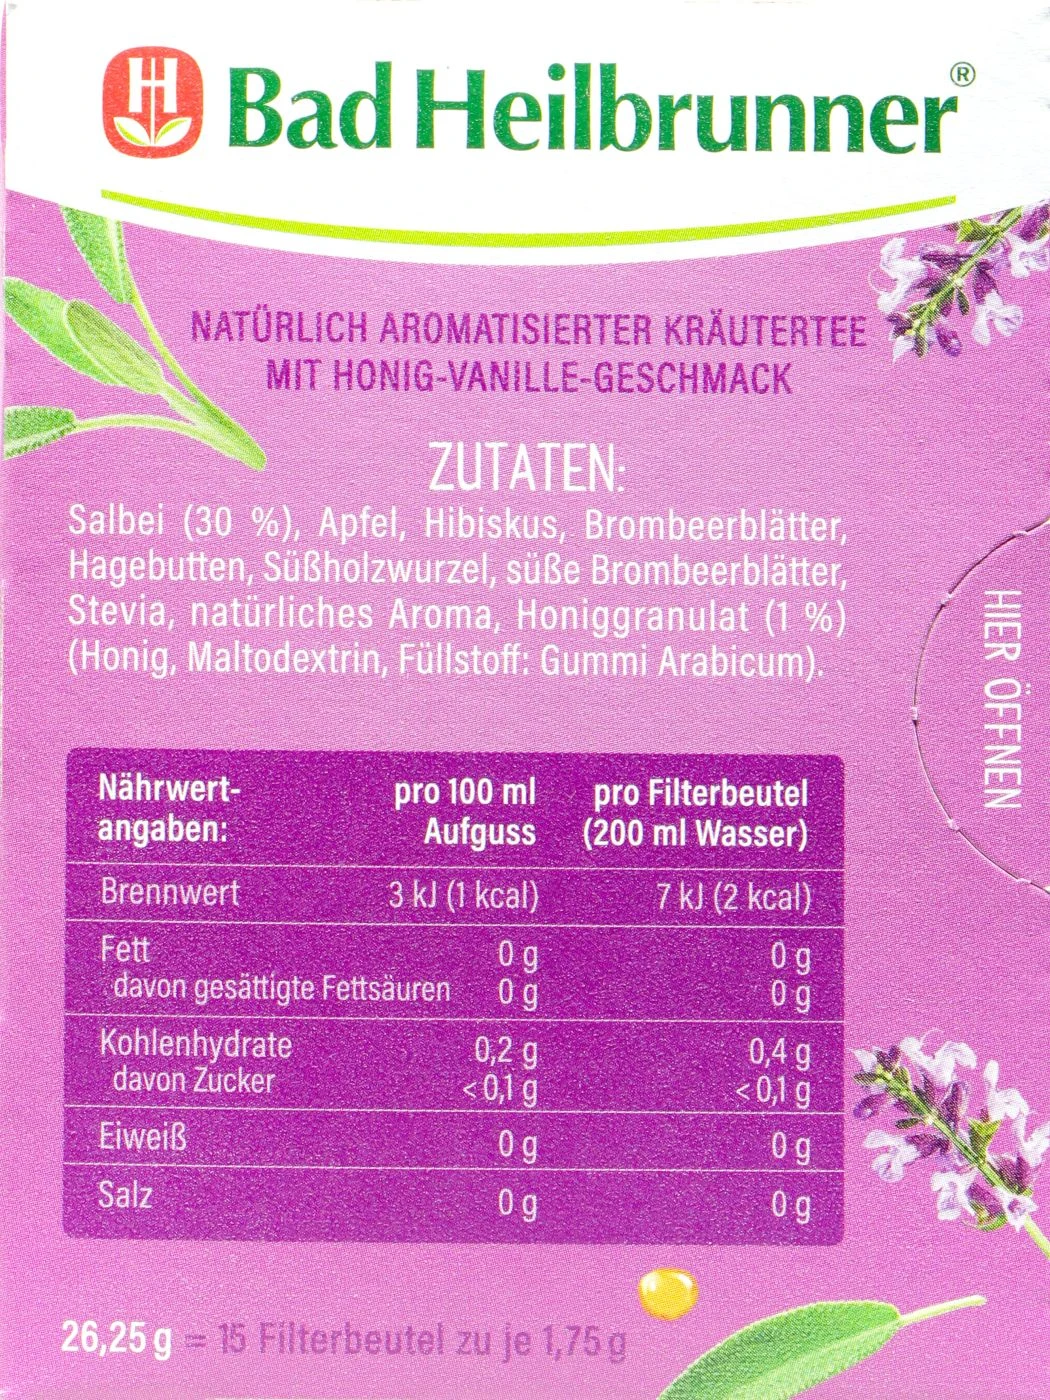 Bad Heilbrunner®
NATÜRLICH AROMATISIERTER KRÄUTERTEE
MIT HONIG-VANILLE-GESCHMACK
ZUTATEN:
Salbei (30 %), Apfel, Hibiskus, Brombeerblätter,
Hagebutten, Süßholzwurzel, süße Brombeerblätter,
Stevia, natürliches Aroma, Honiggranulat (1 %)
(Honig, Maltodextrin, Füllstoff: Gummi Arabicum).
HIER ÖFFNEN
Nährwert- pro 100 ml pro Filterbeutel
angaben: Aufguss (200 ml Wasser)
Brennwert 3 kJ (1 kcal) 7 kJ (2 kcal)
Fett 0 g 0 g
davon gesättigte Fettsäuren 0 g 0 g
Kohlenhydrate 0,2 g 0,4 g
davon Zucker <0,1 g <0,1 g
Eiweiß 0 g 0 g
Salz 0 g 0 g
26,25 g = 15 Filterbeutel zu je 1,75 g